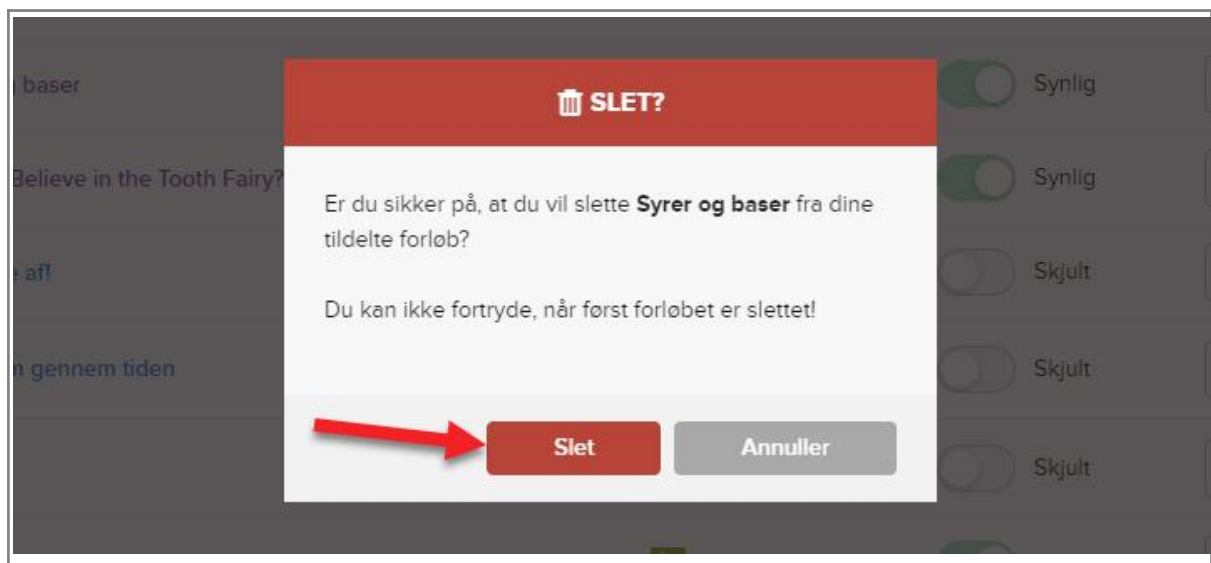 baser
Synlig
SLET?
Believe in the Tooth Fairy?
Synlig
Er du sikker på, at du vil slette Syrer og baser fra dine
tildelte forløb?
af!
Skjult
Du kan ikke fortryde, når først forløbet er slettet!
gennem tiden
Skjult
Slet
Annuller
Skjult